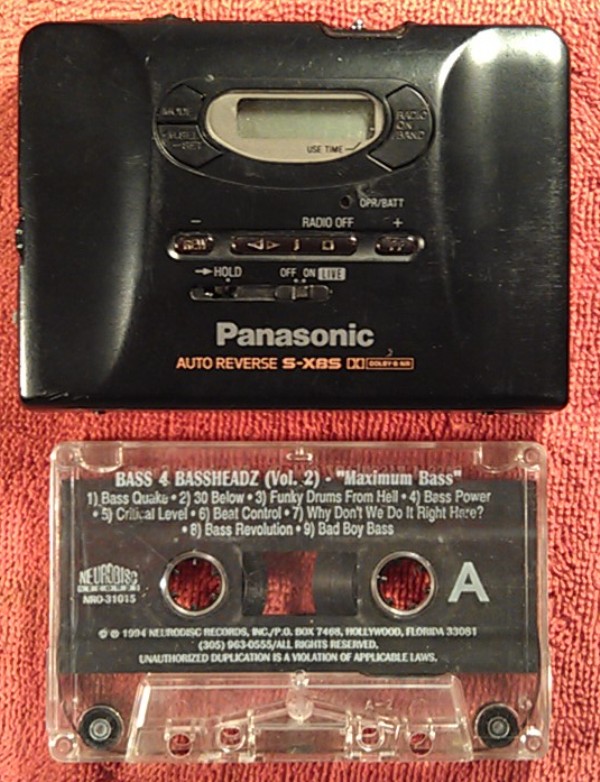 MODE
RADIO
ON
BAND
USE TIME
OPR/BATT
RADIO OFF
− +
REW FF
HOLD OFF ON LIVE
Panasonic
AUTO REVERSE S-XBS DOLBY B NR
BASS 4 BASSHEADZ (Vol. 2) - "Maximum Bass"
1) Bass Quake • 2) 30 Below • 3) Funky Drums From Hell • 4) Bass Power
• 5) Critical Level • 6) Beat Control • 7) Why Don't We Do It Right Here?
• 8) Bass Revolution • 9) Bad Boy Bass
NEURODISC
RECORDS
NRD-31015
A
© ℗ 1994 NEURODISC RECORDS, INC./P.O. BOX 7468, HOLLYWOOD, FLORIDA 33081
(305) 963-0555/ALL RIGHTS RESERVED.
UNAUTHORIZED DUPLICATION IS A VIOLATION OF APPLICABLE LAWS.